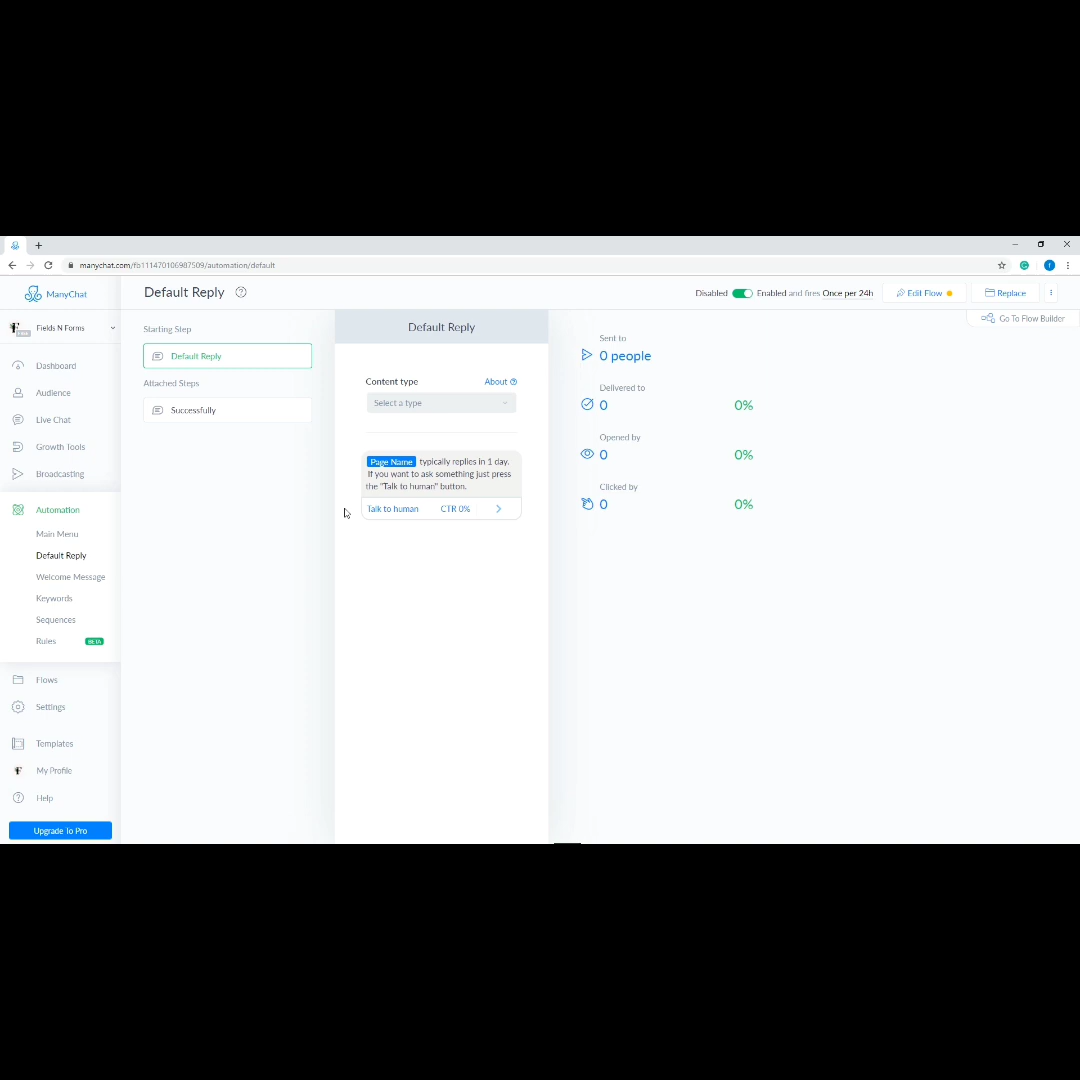 manychat.com/fb111470106987509/automation/default
ManyChat
Default Reply
Disabled Enabled and fires Once per 24h
Edit Flow
Replace
Go To Flow Builder
Fields N Forms
Dashboard
Audience
Live Chat
Growth Tools
Broadcasting
Automation
Main Menu
Default Reply
Welcome Message
Keywords
Sequences
Rules BETA
Flows
Settings
Templates
My Profile
Help
Upgrade To Pro
Starting Step
Default Reply
Attached Steps
Successfully
Default Reply
Content type About
Select a type
Page Name typically replies in 1 day.
If you want to ask something just press
the "Talk to human" button.
Talk to human CTR 0%
Sent to
0 people
Delivered to
0 0%
Opened by
0 0%
Clicked by
0 0%